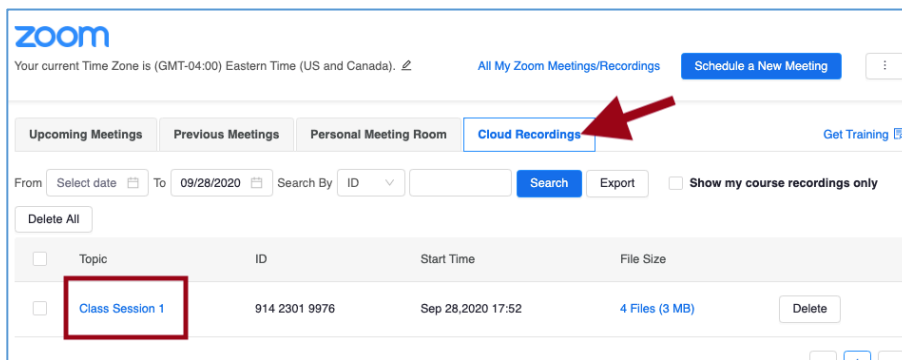 zoom
Your current Time Zone is (GMT-04:00) Eastern Time (US and Canada). All My Zoom Meetings/Recordings Schedule a New Meeting
Upcoming Meetings Previous Meetings Personal Meeting Room Cloud Recordings Get Training
From Select date To 09/28/2020 Search By ID Search Export Show my course recordings only
Delete All
Topic ID Start Time File Size
Class Session 1 914 2301 9976 Sep 28,2020 17:52 4 Files (3 MB) Delete